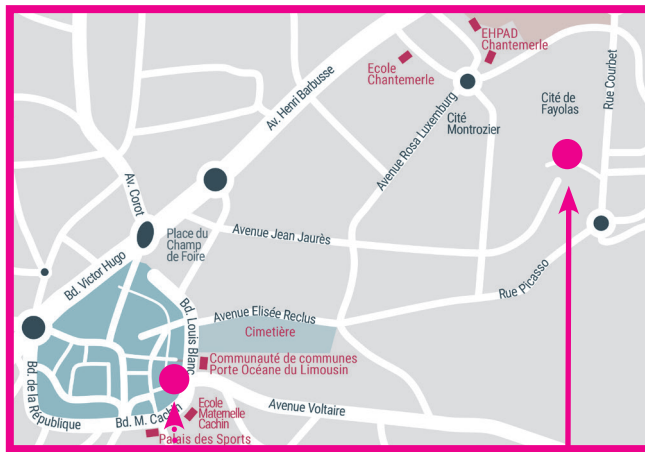 EHPAD
Chantemerle
Ecole
Chantemerle
Rue Courbet
Av. Henri Barbusse
Cité de
Fayolas
Cité
Montrozier
Avenue Rosa Luxemburg
Av. Corot
Place du
Champ
de Foire
Avenue Jean Jaurès
Bd. Victor Hugo
Rue Picasso
Bd. Louis Blanc
Avenue Elisée Reclus
Cimetière
Communauté de communes
Porte Océane du Limousin
Bd. de la République
Ecole
Maternelle
Cachin
Avenue Voltaire
Bd. M. Cachin
Palais des Sports